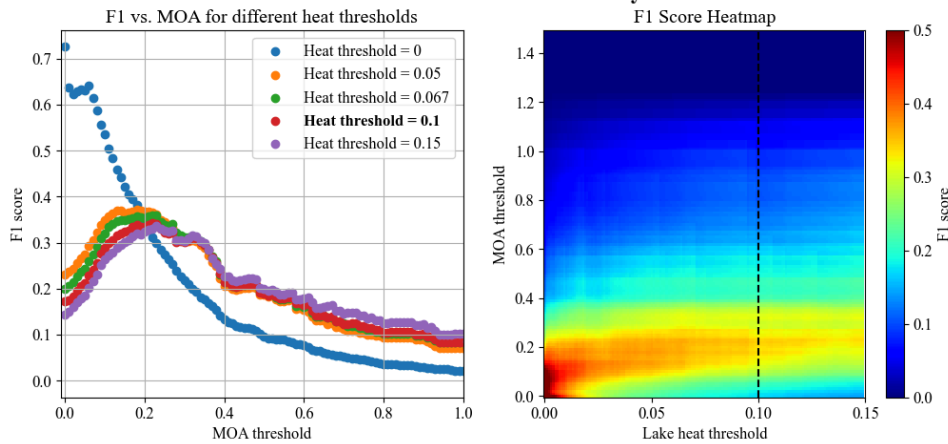 F1 vs. MOA for different heat thresholds
Heat threshold = 0
Heat threshold = 0.05
Heat threshold = 0.067
Heat threshold = 0.1
Heat threshold = 0.15
F1 score
0.7
0.6
0.5
0.4
0.3
0.2
0.1
0.0
0.0 0.2 0.4 0.6 0.8 1.0
MOA threshold
F1 Score Heatmap
MOA threshold
1.4
1.2
1.0
0.8
0.6
0.4
0.2
0.0
0.00 0.05 0.10 0.15
Lake heat threshold
0.5
0.4
0.3
0.2
0.1
0.0
F1 score